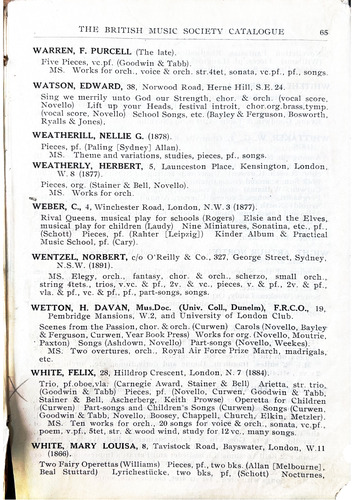 THE BRITISH MUSIC SOCIETY CATALOGUE 65
WARREN, F. PURCELL (The late).
Five Pieces, vc.pf. (Goodwin & Tabb).
MS. Works for orch., voice & orch. str.4tet, sonata, vc.pf., pf., songs.
WATSON, EDWARD, 38, Norwood Road, Herne Hill, S.E. 24.
Sing we merrily unto God our Strength, chor. & orch. (vocal score,
Novello) Lift up your Heads, festival introit, chor.org.brass,tymp.
(vocal score, Novello) School Songs, etc. (Bayley & Ferguson, Bosworth,
Ryalls & Jones).
WEATHERILL, NELLIE G. (1878).
Pieces, pf. (Paling [Sydney] Allan).
MS. Theme and variations, studies, pieces, pf., songs.
WEATHERLY, HERBERT, 5, Launceston Place, Kensington, London,
W. 8 (1877).
Pieces, org. (Stainer & Bell, Novello).
MS. Works for orch.
WEBER, C., 4, Winchester Road, London, N.W. 3 (1877).
Rival Queens, musical play for schools (Rogers) Elsie and the Elves,
musical play for children (Laudy) Nine Miniatures, Sonatina, etc., pf.,
(Schott) Pieces, pf. (Rahter [Leipzig]) Kinder Album & Practical
Music School, pf. (Cary).
WENTZEL, NORBERT, c/o O'Reilly & Co., 327, George Street, Sydney,
N.S.W. (1891).
MS. Elegy, orch., fantasy, chor. & orch., scherzo, small orch.,
string 4tets., trios, v.vc. & pf., 2v. & vc., pieces, v. & pf., 2v. & pf.,
vla. & pf., vc. & pf., pf., part-songs, songs.
WETTON, H. DAVAN, Mus.Doc. (Univ. Coll., Dunelm), F.R.C.O., 19,
Pembridge Mansions, W.2, and University of London Club.
Scenes from the Passion, chor. & orch. (Curwen) Carols (Novello, Bayley
& Ferguson, Curwen, Year Book Press) Works for org. (Novello, Moutrie,
Paxton) Songs (Ashdown, Novello) Part-songs (Novello, Weekes).
MS. Two overtures, orch., Royal Air Force Prize March, madrigals,
etc.
WHITE, FELIX, 28, Hilldrop Crescent, London, N. 7 (1884).
Trio, pf.oboe,vla. (Carnegie Award, Stainer & Bell) Arietta, str. trio,
(Goodwin & Tabb) Pieces, pf. (Novello, Curwen, Goodwin & Tabb,
Stainer & Bell, Ascherberg, Keith Prowse) Operetta for Children
(Curwen) Part-songs and Children's Songs (Curwen) Songs (Curwen,
Goodwin & Tabb, Novello, Boosey, Chappell, Church, Elkin, Metzler).
MS. Ten works for orch., 20 songs for voice & orch., sonata, vc.pf.,
poem, v.pf., 5tet, str. & wood wind, study for 12 vc., many songs.
WHITE, MARY LOUISA, 8, Tavistock Road, Bayswater, London, W.11
(1866).
Two Fairy Operettas (Williams) Pieces, pf., two bks. (Allan [Melbourne],
Beal Stuttard) Lyrichestücke, two bks, pf. (Schott) Nocturnes,